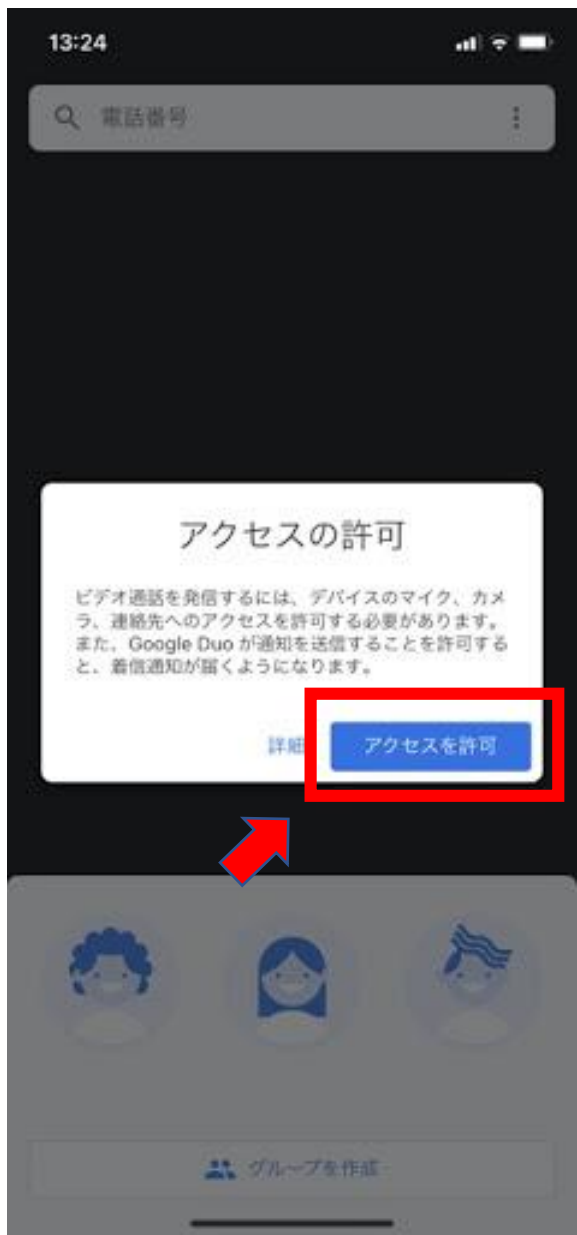 13:24
電話番号
アクセスの許可
ビデオ通話を発信するには、デバイスのマイク、カメ
ラ、連絡先へのアクセスを許可する必要があります。
また、Google Duo が通知を送信することを許可する
と、着信通知が届くようになります。
詳細
アクセスを許可
グループを作成